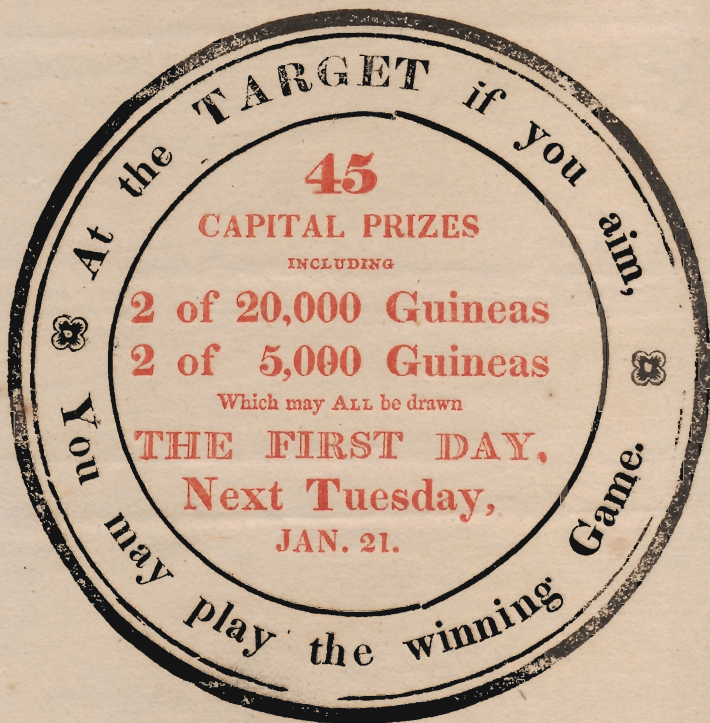 At the TARGET if you aim,
45
CAPITAL PRIZES
INCLUDING
2 of 20,000 Guineas
2 of 5,000 Guineas
Which may ALL be drawn
THE FIRST DAY,
Next Tuesday,
JAN. 21.
You may play the winning Game.